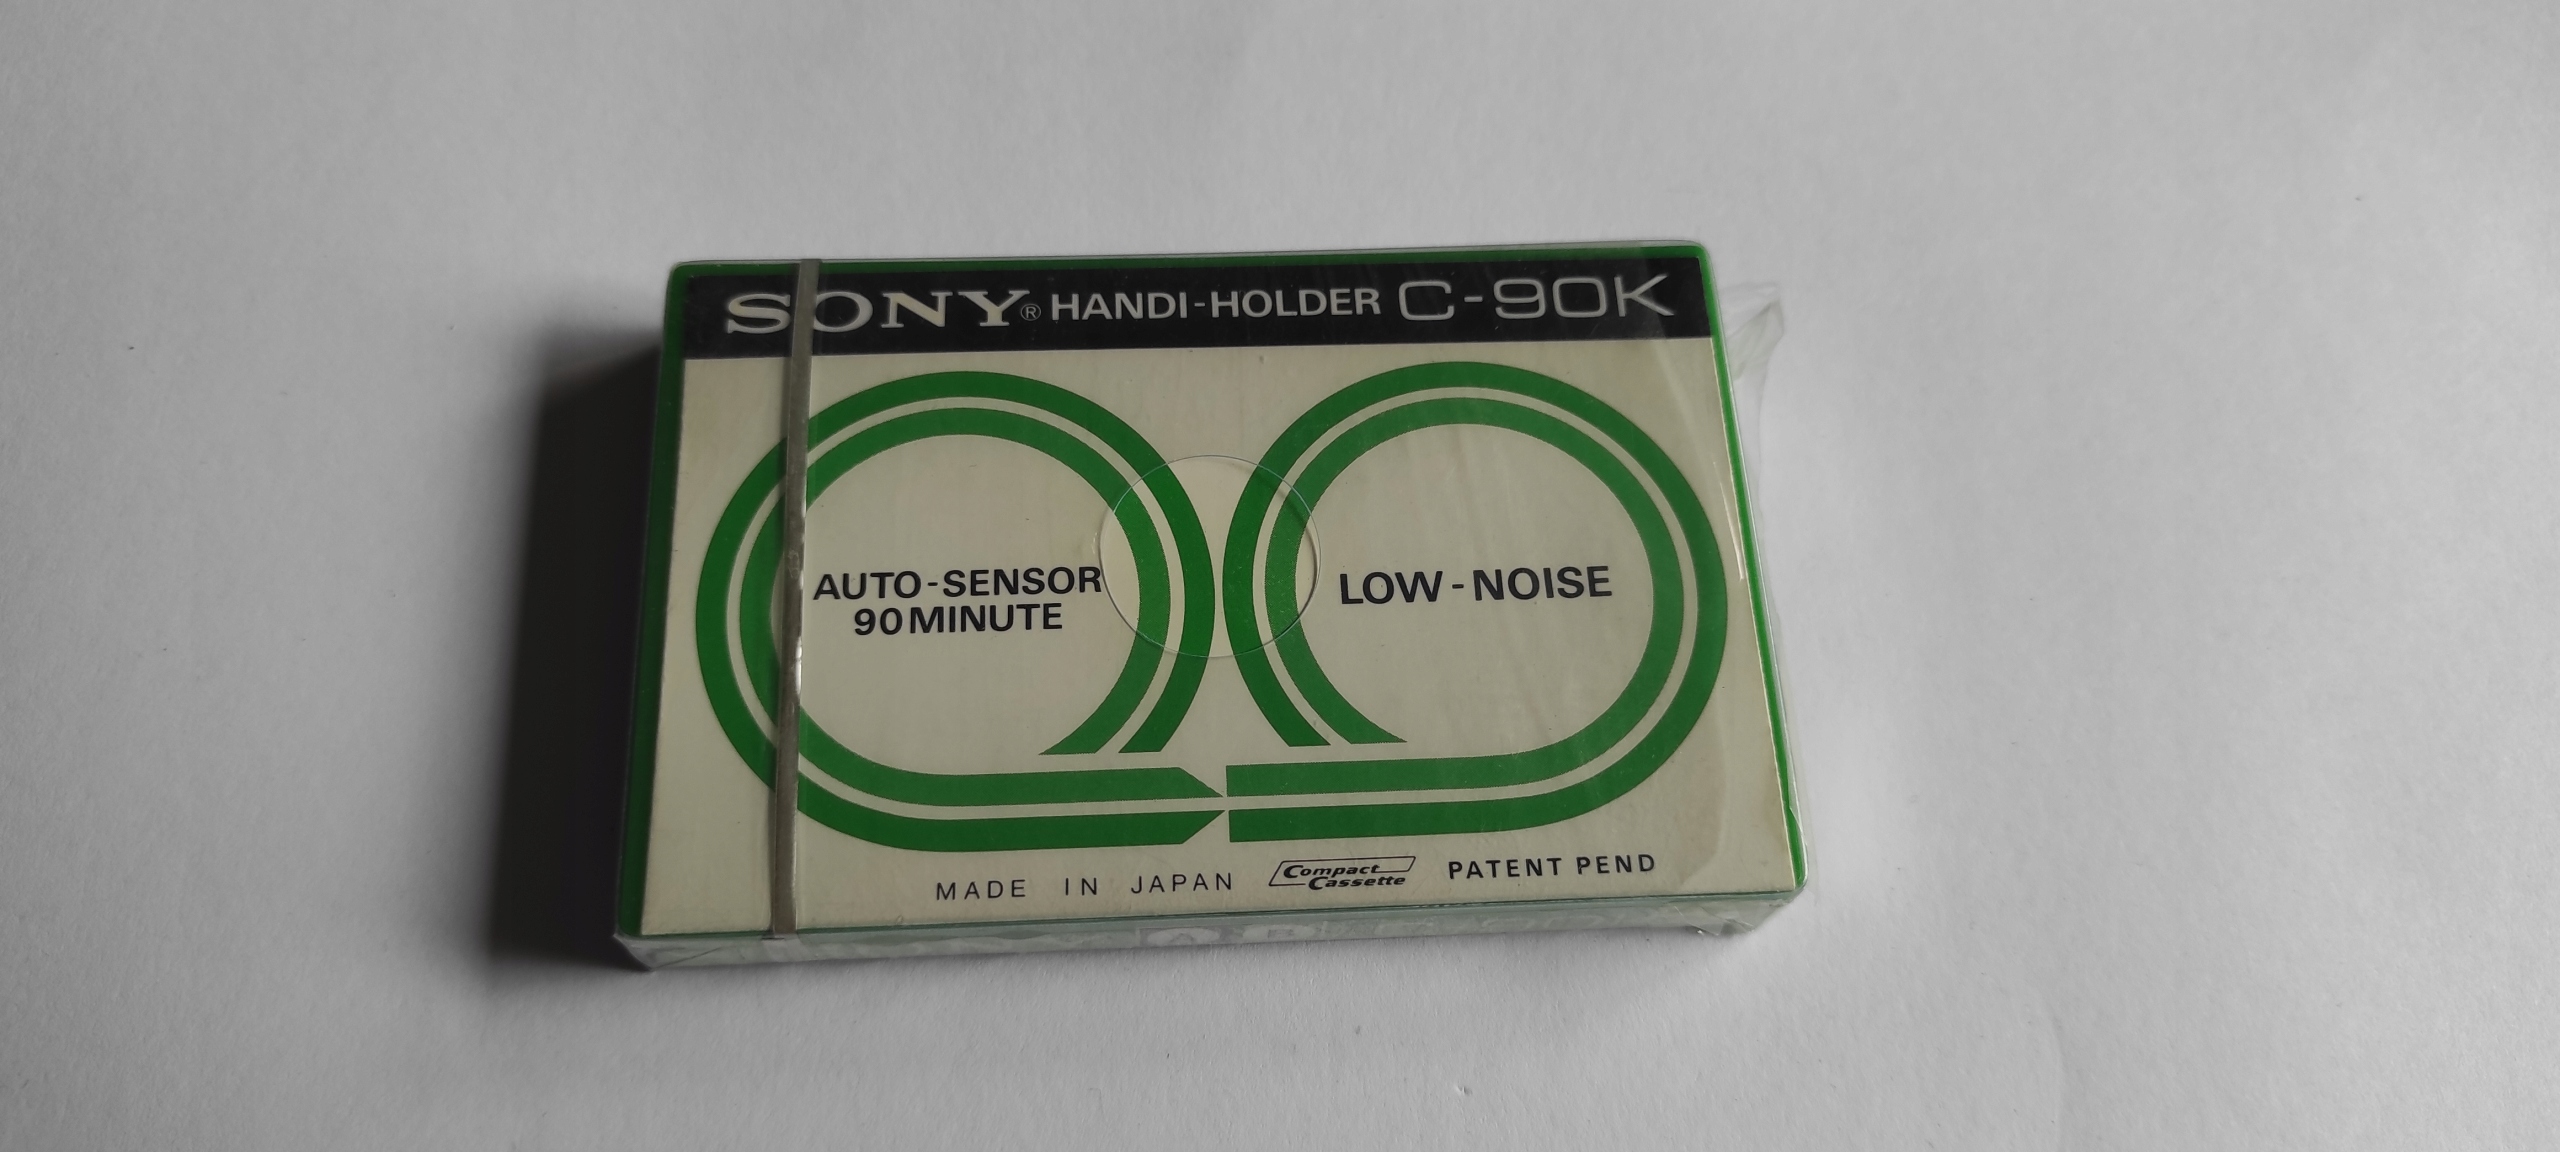 SONY® HANDI-HOLDER C-90K
AUTO-SENSOR
90 MINUTE
LOW-NOISE
MADE IN JAPAN Compact Cassette PATENT PEND